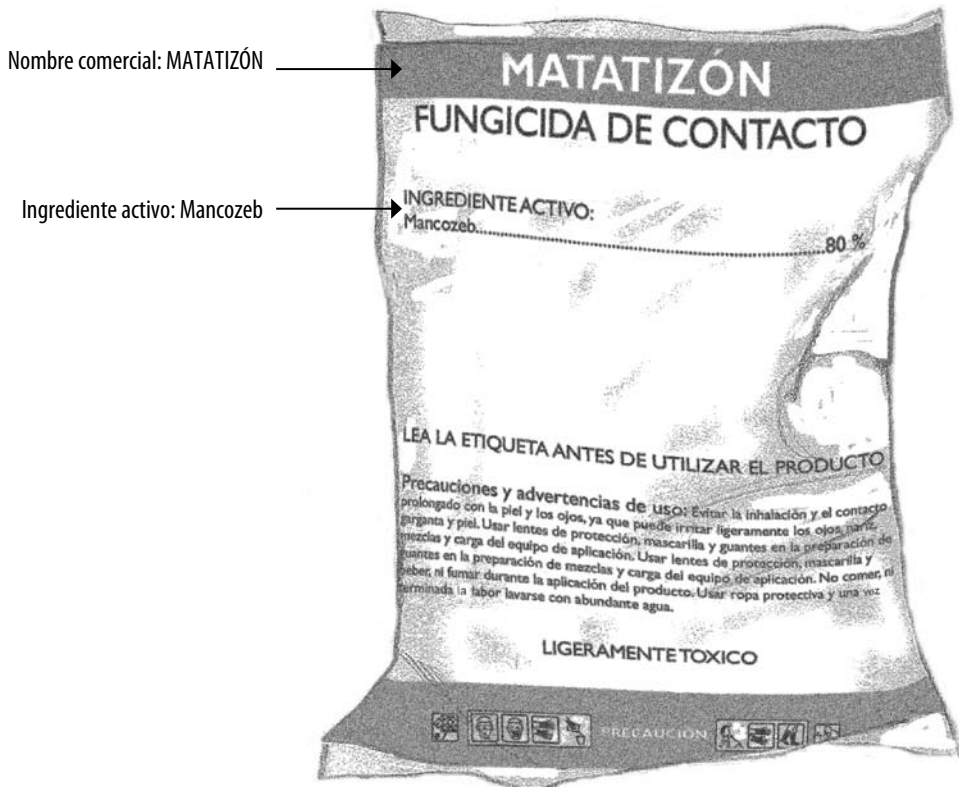 Nombre comercial: MATATIZÓN
MATATIZÓN
FUNGICIDA DE CONTACTO
Ingrediente activo: Mancozeb
INGREDIENTE ACTIVO:
Mancozeb..........80 %
LEA LA ETIQUETA ANTES DE UTILIZAR EL PRODUCTO
Precauciones y advertencias de uso: Evitar la inhalación y el contacto
prolongado con la piel y los ojos, ya que puede irritar ligeramente los ojos, nariz,
garganta y piel. Usar lentes de protección, mascarilla y guantes en la preparación de
mezclas y carga del equipo de aplicación. Usar lentes de protección, mascarilla y
guantes en la preparación de mezclas y carga del equipo de aplicación. No comer, ni
beber, ni fumar durante la aplicación del producto. Usar ropa protectiva y una vez
terminada la labor lavarse con abundante agua.
LIGERAMENTE TOXICO
PRECAUCIÓN